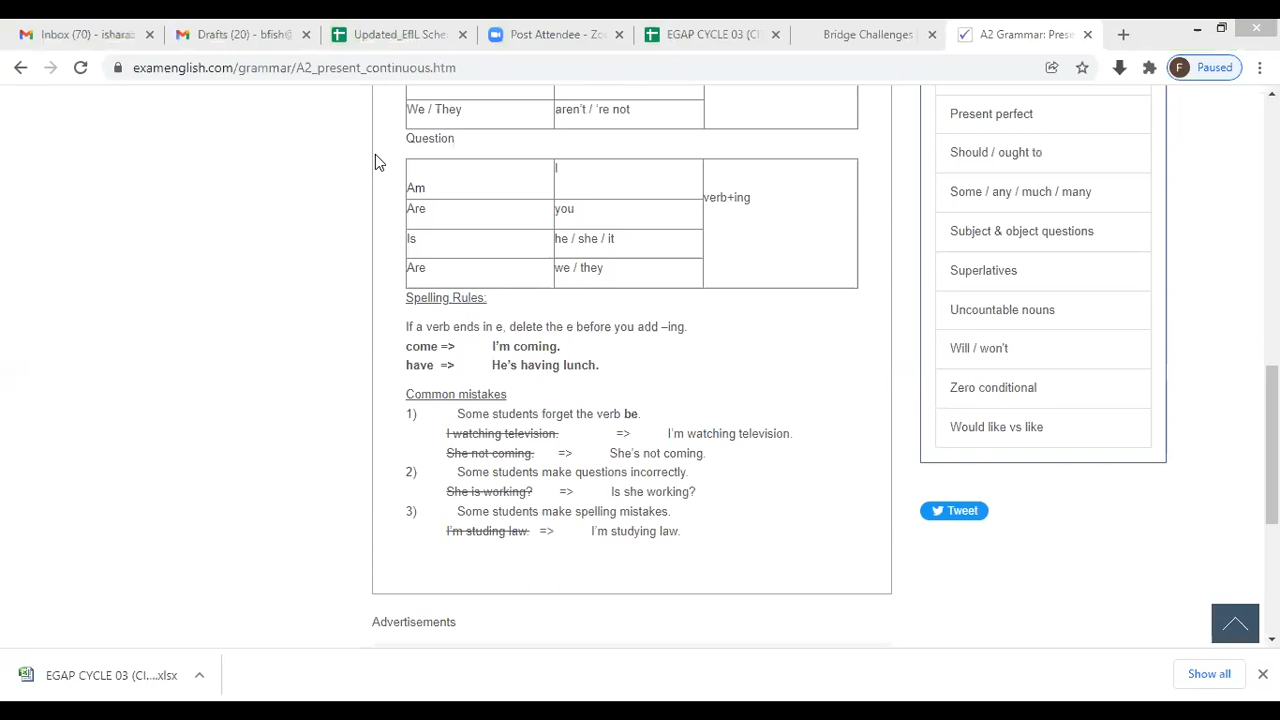 Inbox (70) - isharaz
Drafts (20) - bfish@
Updated_EflL Sche
Post Attendee - Zo
EGAP CYCLE 03 (C
Bridge Challenges
A2 Grammar: Prese
examenglish.com/grammar/A2_present_continuous.htm
F
Paused
We / They aren't / 're not
Question
Am I verb+ing
Are you
Is he / she / it
Are we / they
Spelling Rules:
If a verb ends in e, delete the e before you add –ing.
come => I'm coming.
have => He's having lunch.
Common mistakes
1) Some students forget the verb be.
I watching television. => I'm watching television.
She not coming. => She's not coming.
2) Some students make questions incorrectly.
She is working? => Is she working?
3) Some students make spelling mistakes.
I'm studing law. => I'm studying law.
Advertisements
Present perfect
Should / ought to
Some / any / much / many
Subject & object questions
Superlatives
Uncountable nouns
Will / won't
Zero conditional
Would like vs like
Tweet
EGAP CYCLE 03 (Cl....xlsx
Show all